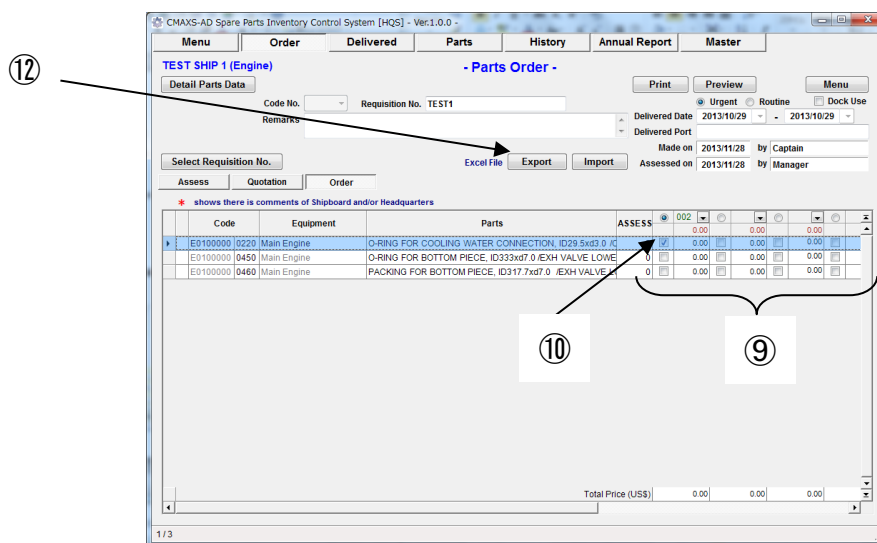 CMAXS-AD Spare Parts Inventory Control System [HQS] - Ver.1.0.0 -
Menu Order Delivered Parts History Annual Report Master
TEST SHIP 1 (Engine) - Parts Order -
⑫
Detail Parts Data Print Preview Menu
Urgent Routine Dock Use
Code No. Requisition No. TEST1
Delivered Date 2013/10/29 - 2013/10/29
Remarks
Delivered Port
Made on 2013/11/28 by Captain
Select Requisition No. Excel File Export Import Assessed on 2013/11/28 by Manager
Assess Quotation Order
* shows there is comments of Shipboard and/or Headquarters
Code Equipment Parts ASSESS 002
0.00 0.00 0.00
E0100000 0220 Main Engine O-RING FOR COOLING WATER CONNECTION, ID29.5xd3.0 /C 0 0.00 0.00 0.00
E0100000 0450 Main Engine O-RING FOR BOTTOM PIECE, ID333xd7.0 /EXH VALVE LOWE 0 0.00 0.00 0.00
E0100000 0460 Main Engine PACKING FOR BOTTOM PIECE, ID317.7xd7.0 /EXH VALVE L 0 0.00 0.00 0.00
⑩ ⑨
Total Price (US$) 0.00 0.00 0.00
1 / 3